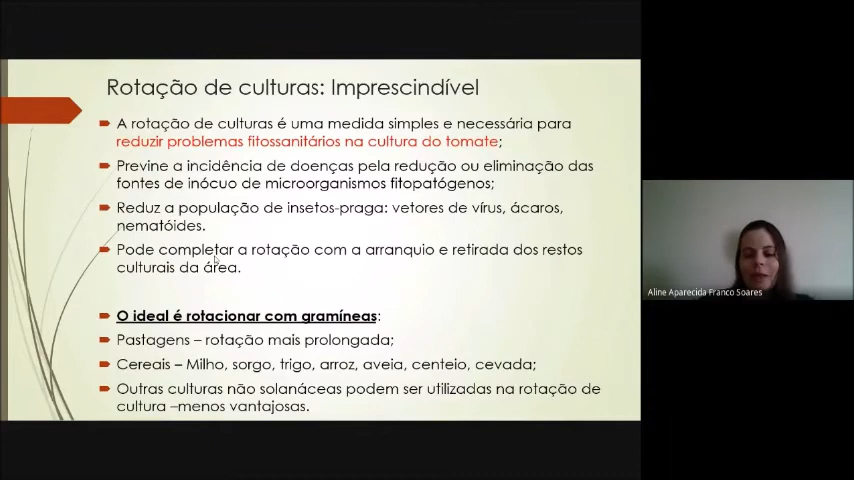 Rotação de culturas: Imprescindível
A rotação de culturas é uma medida simples e necessária para
reduzir problemas fitossanitários na cultura do tomate;
Previne a incidência de doenças pela redução ou eliminação das
fontes de inócuo de microorganismos fitopatógenos;
Reduz a população de insetos-praga: vetores de vírus, ácaros,
nematóides.
Pode completar a rotação com a arranquio e retirada dos restos
culturais da área.
O ideal é rotacionar com gramíneas:
Pastagens – rotação mais prolongada;
Cereais – Milho, sorgo, trigo, arroz, aveia, centeio, cevada;
Outras culturas não solanáceas podem ser utilizadas na rotação de
cultura –menos vantajosas.
Aline Aparecida Franco Soares